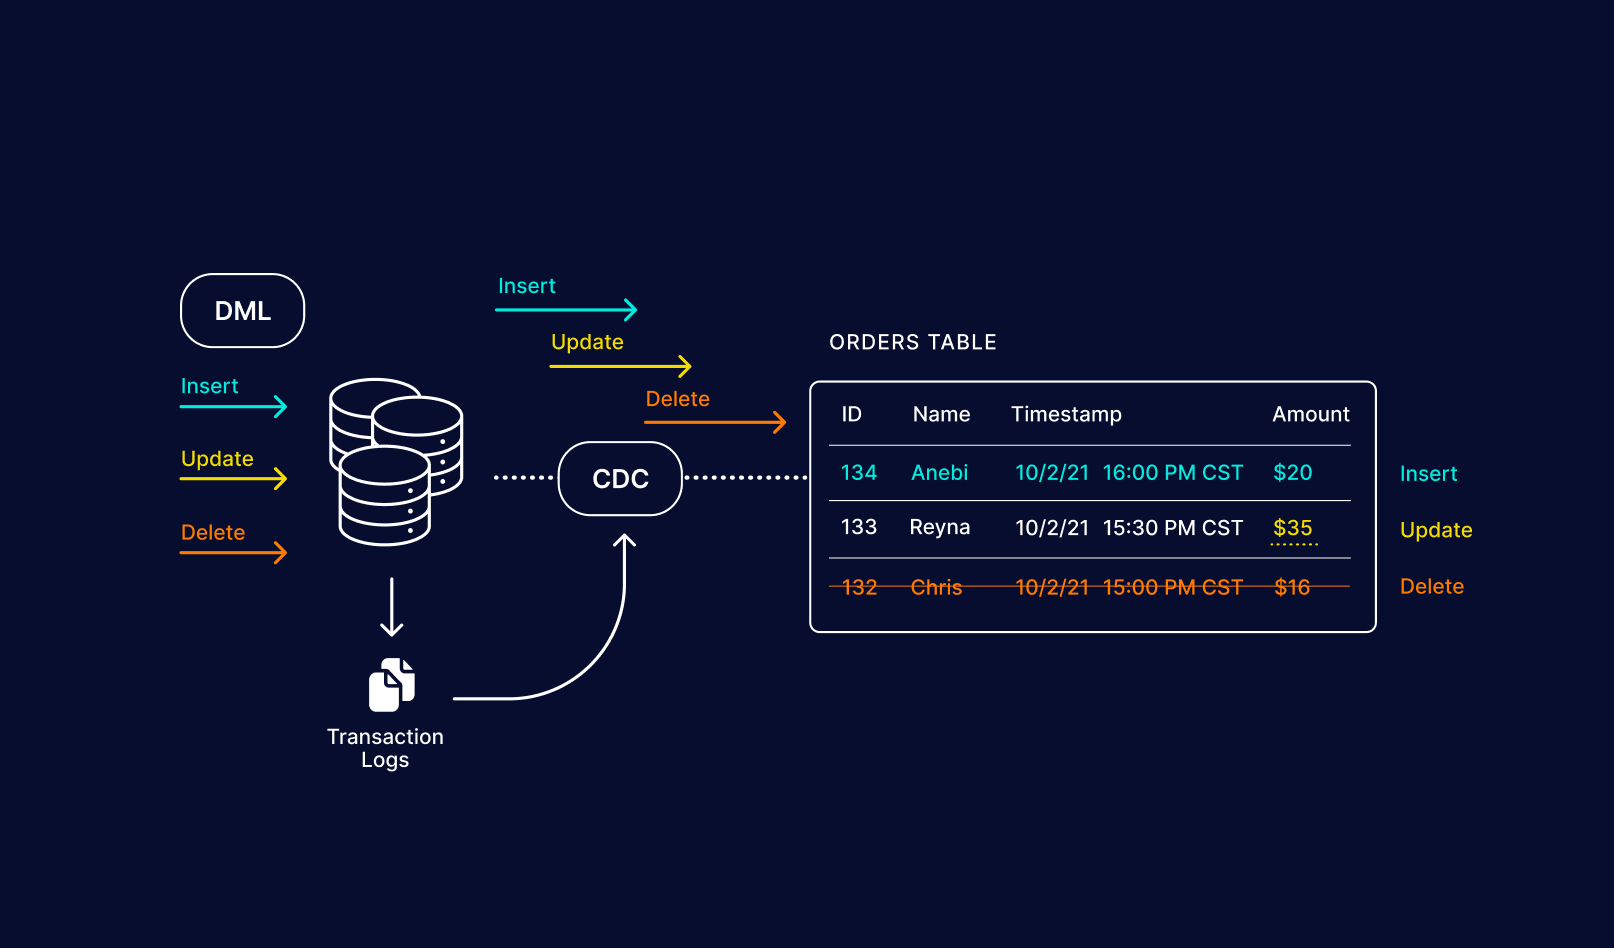 DML
Insert
Update
Delete
Transaction
Logs
Insert
Update
Delete
CDC
ORDERS TABLE
ID Name Timestamp Amount
134 Anebi 10/2/21 16:00 PM CST $20 Insert
133 Reyna 10/2/21 15:30 PM CST $35 Update
132 Chris 10/2/21 15:00 PM CST $16 Delete